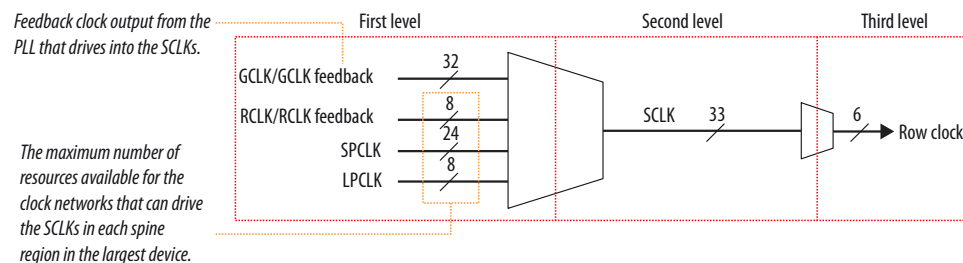 Feedback clock output from the
PLL that drives into the SCLKs.
First level
Second level
Third level
GCLK/GCLK feedback
32
RCLK/RCLK feedback
8
SPCLK
24
LPCLK
8
SCLK
33
6
Row clock
The maximum number of
resources available for the
clock networks that can drive
the SCLKs in each spine
region in the largest device.